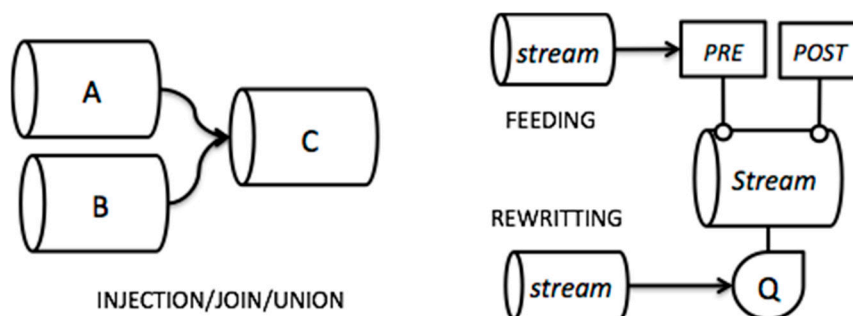 A
B
C
INJECTION/JOIN/UNION
stream
PRE
POST
FEEDING
Stream
REWRITTING
stream
Q